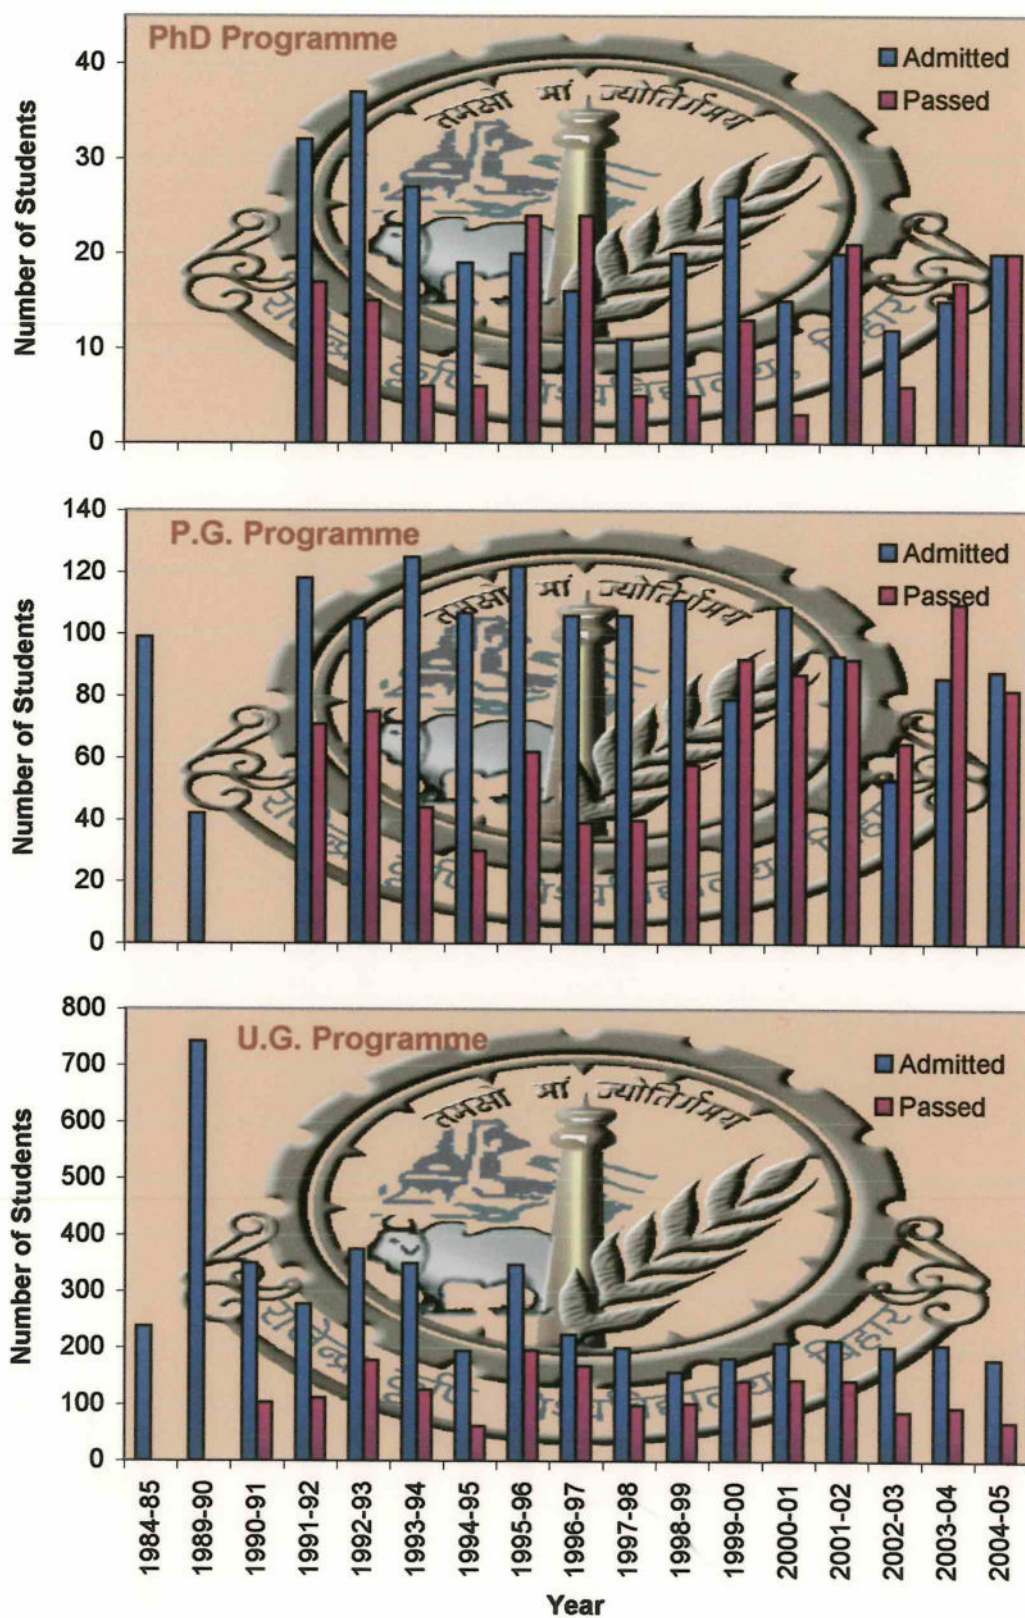 PhD Programme
Admitted
Passed
तमसो मां ज्योतिर्गमय
बिहार
Number of Students
40
30
20
10
0
P.G. Programme
Admitted
Passed
तमसो मां ज्योतिर्गमय
बिहार
Number of Students
140
120
100
80
60
40
20
0
U.G. Programme
Admitted
Passed
तमसो मां ज्योतिर्गमय
बिहार
Number of Students
800
700
600
500
400
300
200
100
0
1984-85
1989-90
1990-91
1991-92
1992-93
1993-94
1994-95
1995-96
1996-97
1997-98
1998-99
1999-00
2000-01
2001-02
2002-03
2003-04
2004-05
Year